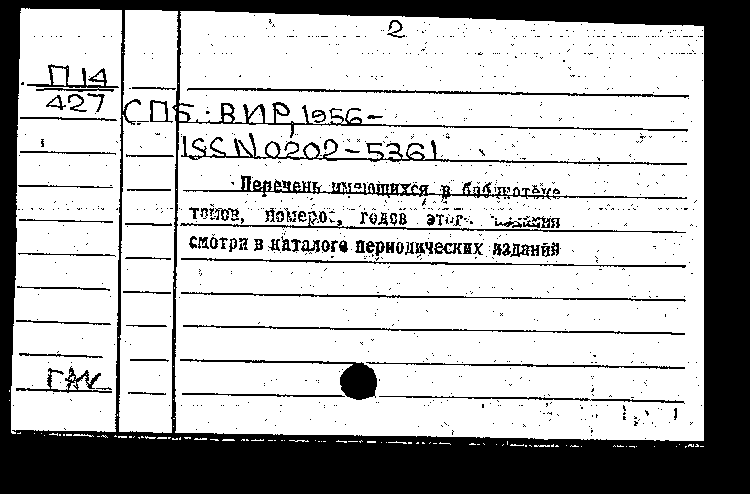 2
П14
427
СПб: ВИР, 1956-
ISSN 0202-5361
Перечень имеющихся в библиотеке
томов, номеров, годов этого издания
смотри в каталоге периодических изданий